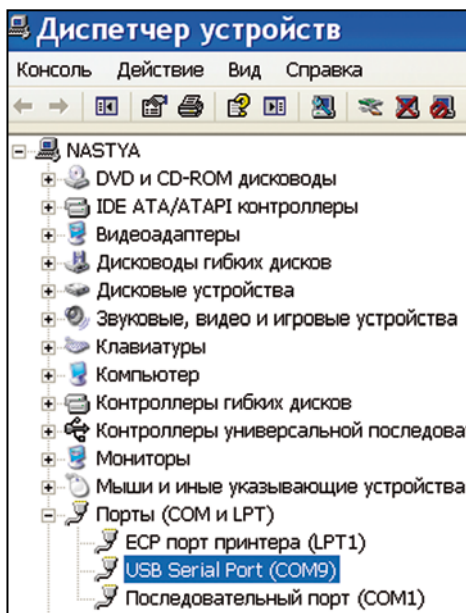 Диспетчер устройств
Консоль Действие Вид Справка
NASTYA
DVD и CD-ROM дисководы
IDE ATA/ATAPI контроллеры
Видеоадаптеры
Дисководы гибких дисков
Дисковые устройства
Звуковые, видео и игровые устройства
Клавиатуры
Компьютер
Контроллеры гибких дисков
Контроллеры универсальной последова
Мониторы
Мыши и иные указывающие устройства
Порты (COM и LPT)
ECP порт принтера (LPT1)
USB Serial Port (COM9)
Последовательный порт (COM1)